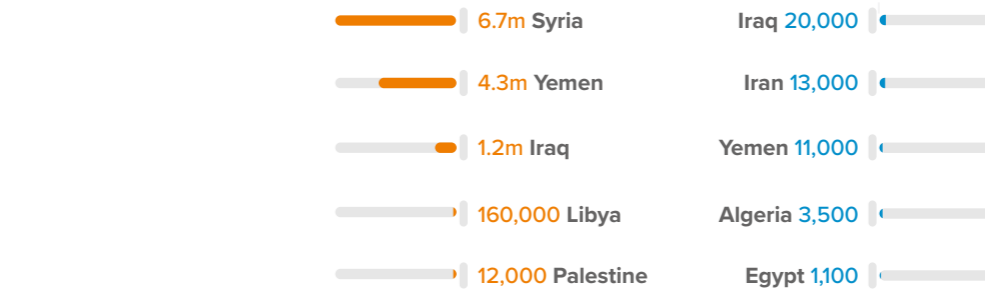 6.7m Syria
4.3m Yemen
1.2m Iraq
160,000 Libya
12,000 Palestine
Iraq 20,000
Iran 13,000
Yemen 11,000
Algeria 3,500
Egypt 1,100